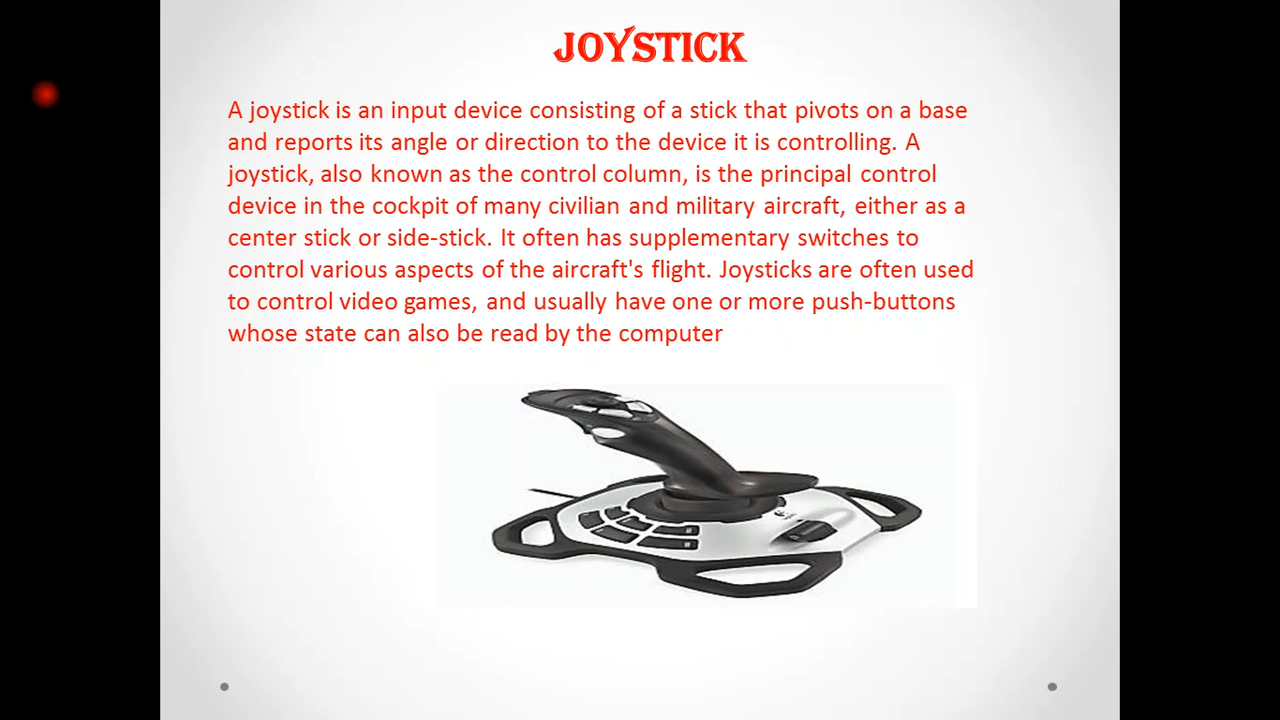 JOYSTICK
A joystick is an input device consisting of a stick that pivots on a base
and reports its angle or direction to the device it is controlling. A
joystick, also known as the control column, is the principal control
device in the cockpit of many civilian and military aircraft, either as a
center stick or side-stick. It often has supplementary switches to
control various aspects of the aircraft's flight. Joysticks are often used
to control video games, and usually have one or more push-buttons
whose state can also be read by the computer